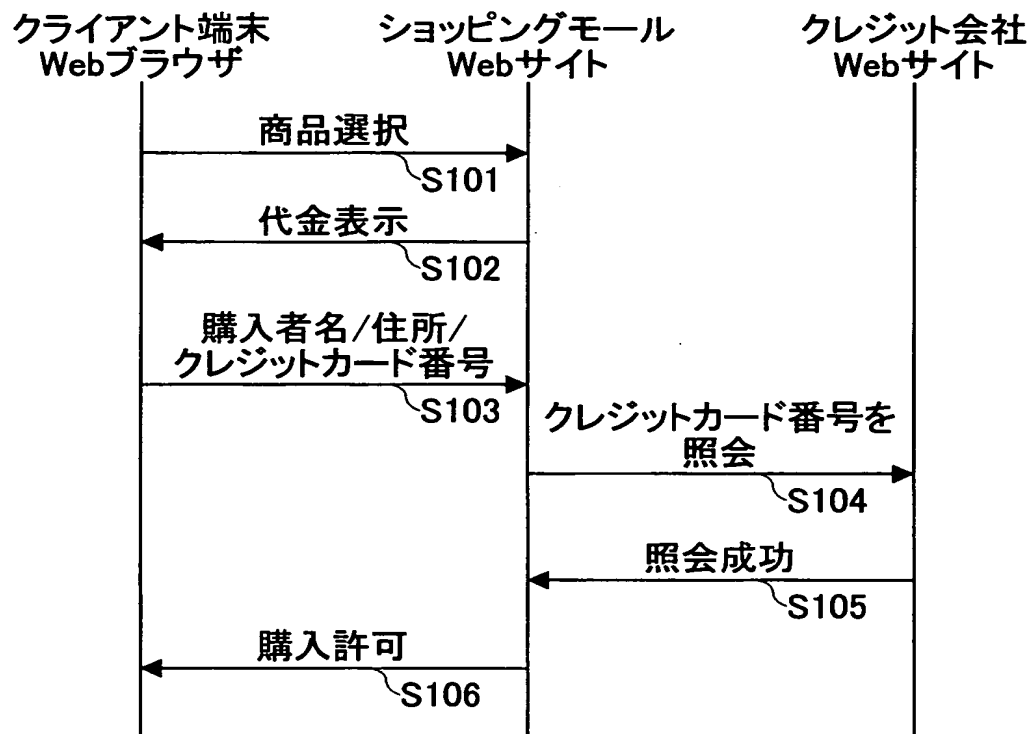 クライアント端末
Webブラウザ
ショッピングモール
Webサイト
クレジット会社
Webサイト
商品選択
S101
代金表示
S102
購入者名/住所/
クレジットカード番号
S103
クレジットカード番号を
照会
S104
照会成功
S105
購入許可
S106